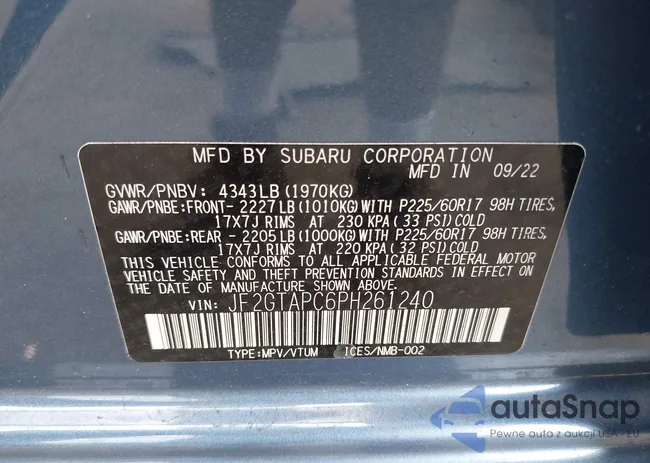 MFD BY SUBARU CORPORATION
MFD IN 09/22
GVWR/PNBV: 4343LB (1970KG)
GAWR/PNBE:FRONT- 2227LB (1010KG) WITH P225/60R17 98H TIRES,
17X7J RIMS AT 230 KPA (33 PSI) COLD
GAWR/PNBE:REAR - 2205LB (1000KG) WITH P225/60R17 98H TIRES,
17X7J RIMS AT 220 KPA (32 PSI) COLD
THIS VEHICLE CONFORMS TO ALL APPLICABLE FEDERAL MOTOR
VEHICLE SAFETY AND THEFT PREVENTION STANDARDS IN EFFECT ON
THE DATE OF MANUFACTURE SHOWN ABOVE.
VIN: JF2GTAPC6PH261240
TYPE:MPV/VTUM ICES/NMB-002
autaSnap
Pewne auta z aukcji USA i EU